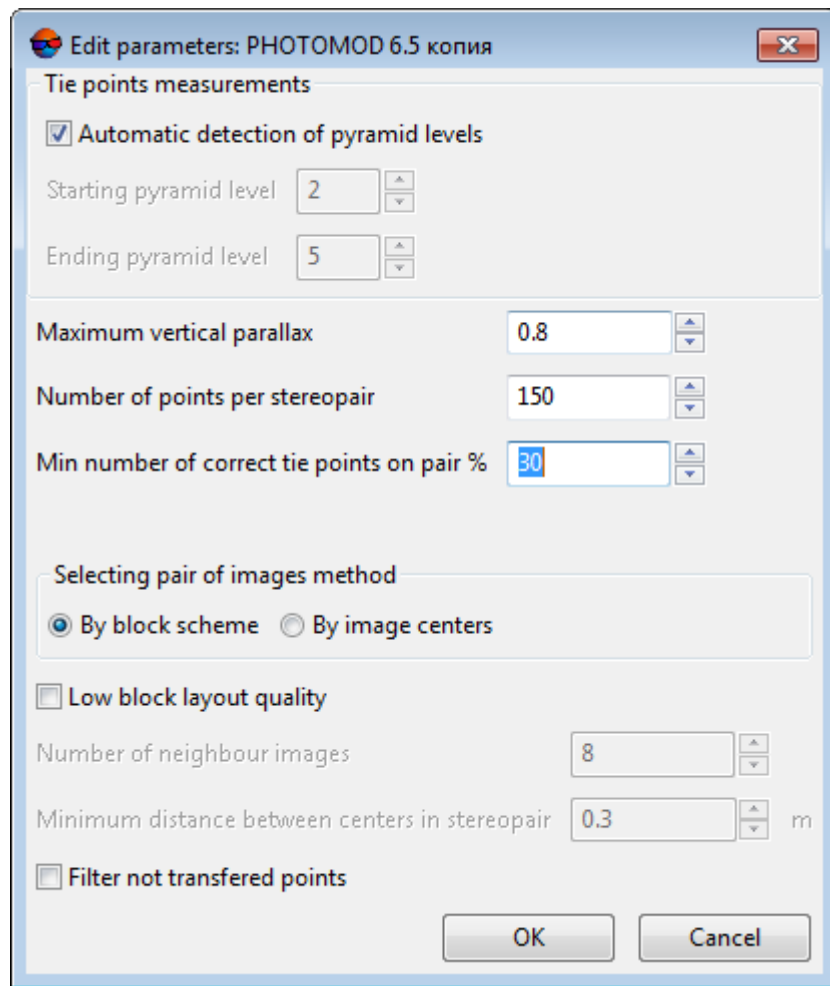 Edit parameters: PHOTOMOD 6.5 копия
Tie points measurements
Automatic detection of pyramid levels
Starting pyramid level 2
Ending pyramid level 5
Maximum vertical parallax 0.8
Number of points per stereopair 150
Min number of correct tie points on pair % 30
Selecting pair of images method
By block scheme By image centers
Low block layout quality
Number of neighbour images 8
Minimum distance between centers in stereopair 0.3 m
Filter not transfered points
OK Cancel